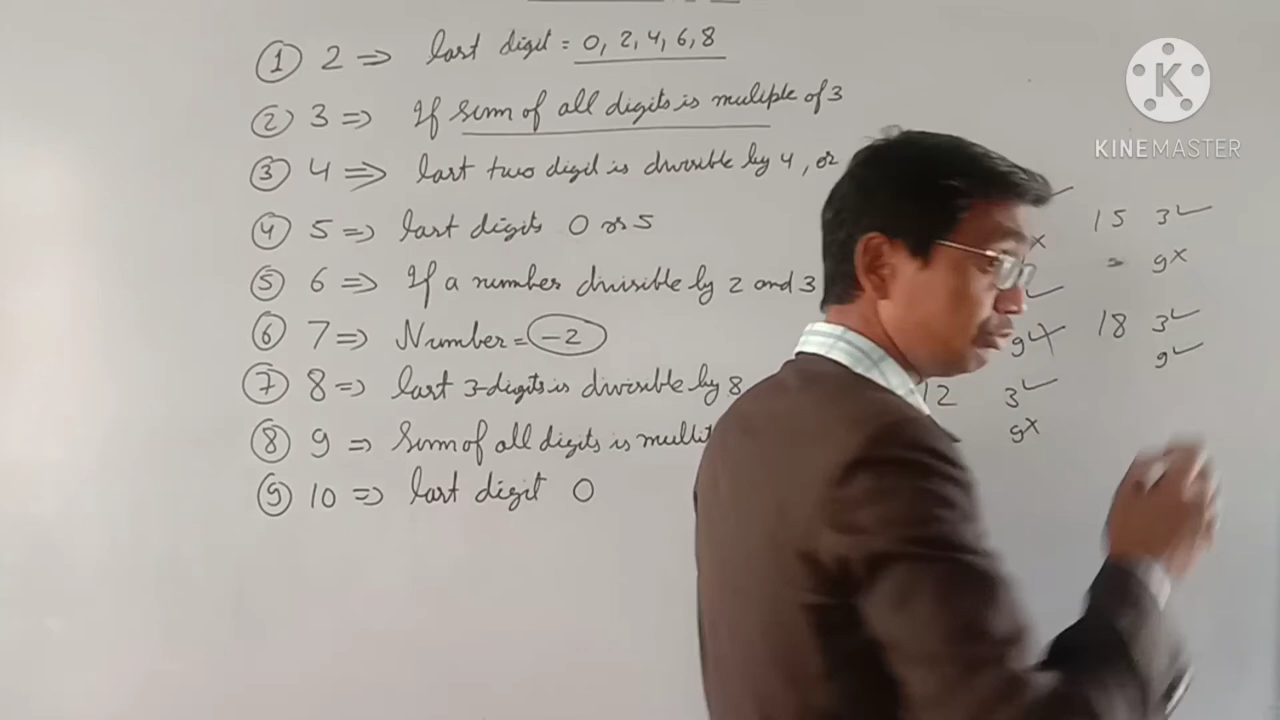 ① 2 => last digit = 0, 2, 4, 6, 8
② 3 => If sum of all digits is muliple of 3
③ 4 => last two digit is divisible by 4, or
④ 5 => last digits 0 or 5
⑤ 6 => If a number divisible by 2 and 3
⑥ 7 => Number = -2
⑦ 8 => last 3-digits is divisible by 8
⑧ 9 => Sum of all digits is
⑨ 10 => last digit 0
15 3 ✓
9 ×
18 3 ✓
9 ✓
12 3 ✓
9 ×
K
KINEMASTER